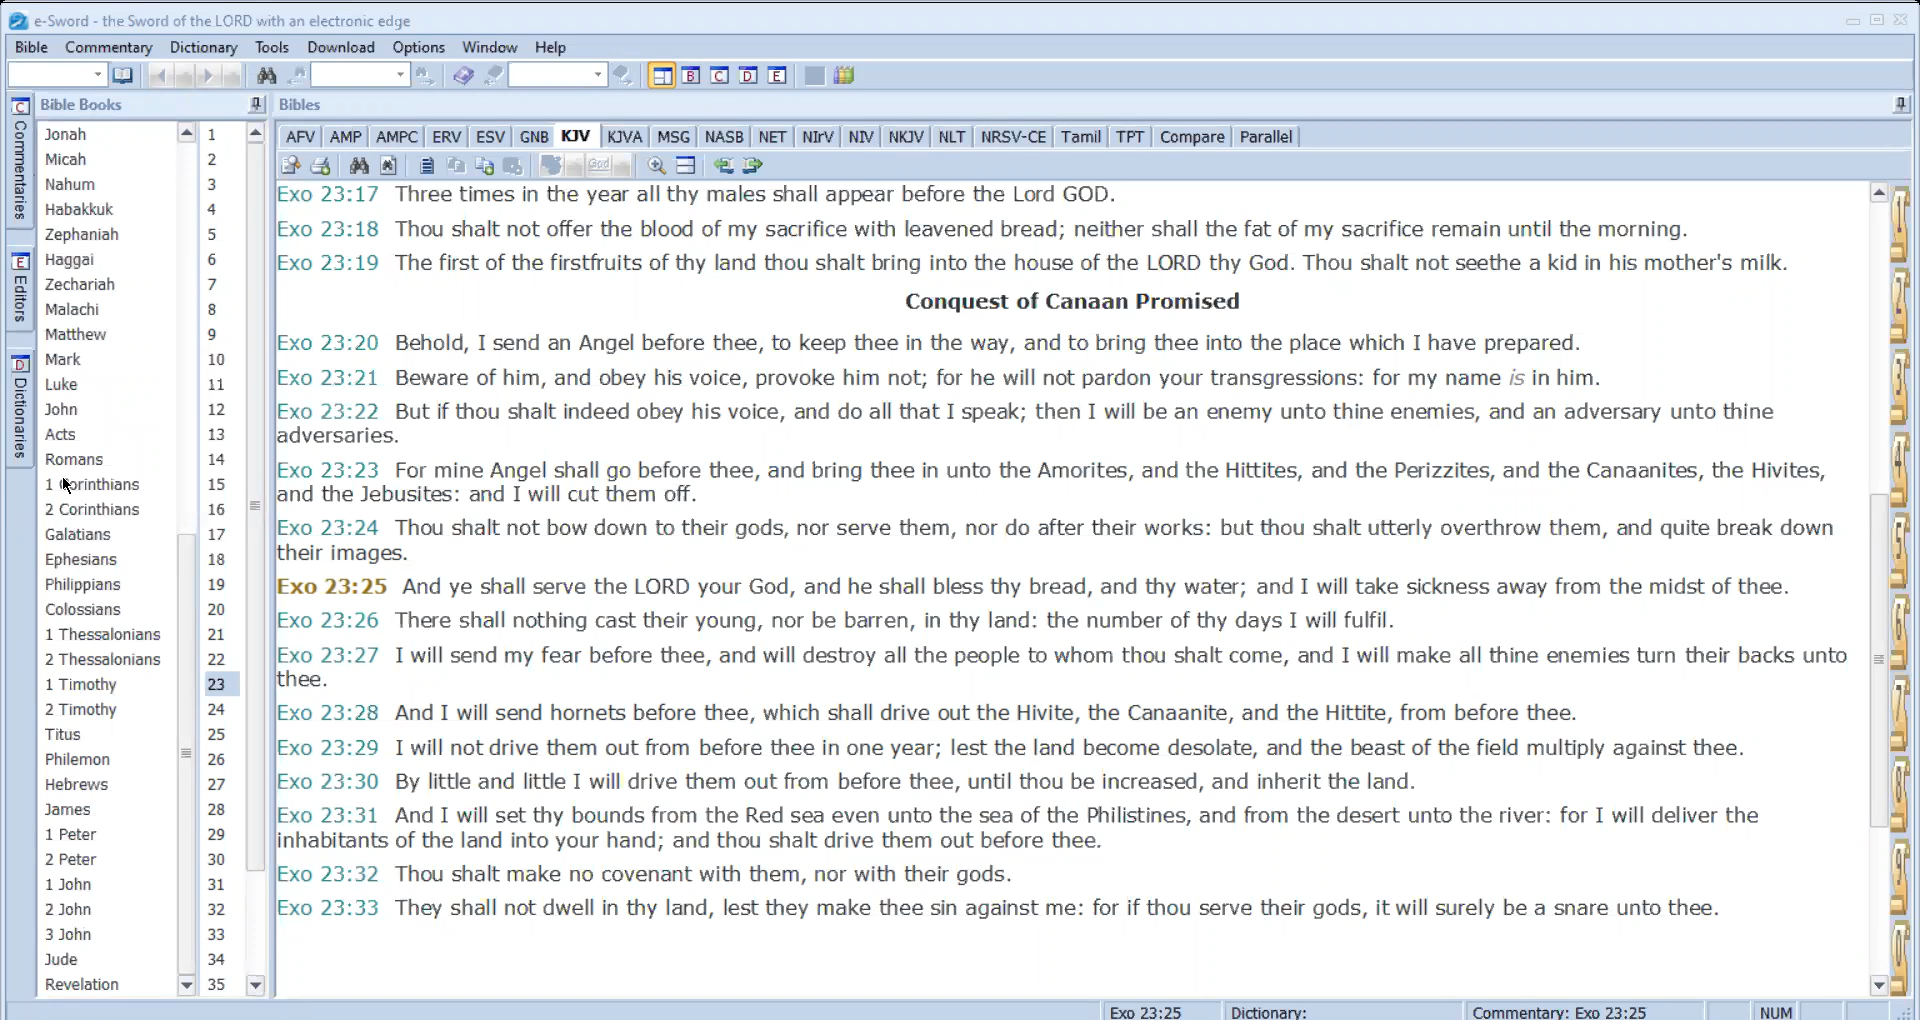 e-Sword - the Sword of the LORD with an electronic edge
Bible Commentary Dictionary Tools Download Options Window Help
B C D E
Bible Books
Bibles
C Commentaries
E Editors
D Dictionaries
Jonah
Micah
Nahum
Habakkuk
Zephaniah
Haggai
Zechariah
Malachi
Matthew
Mark
Luke
John
Acts
Romans
1 Corinthians
2 Corinthians
Galatians
Ephesians
Philippians
Colossians
1 Thessalonians
2 Thessalonians
1 Timothy
2 Timothy
Titus
Philemon
Hebrews
James
1 Peter
2 Peter
1 John
2 John
3 John
Jude
Revelation
1
2
3
4
5
6
7
8
9
10
11
12
13
14
15
16
17
18
19
20
21
22
23
24
25
26
27
28
29
30
31
32
33
34
35
AFV AMP AMPC ERV ESV GNB KJV KJVA MSG NASB NET NIrV NIV NKJV NLT NRSV-CE Tamil TPT Compare Parallel
God
Exo 23:17 Three times in the year all thy males shall appear before the Lord GOD.
Exo 23:18 Thou shalt not offer the blood of my sacrifice with leavened bread; neither shall the fat of my sacrifice remain until the morning.
Exo 23:19 The first of the firstfruits of thy land thou shalt bring into the house of the LORD thy God. Thou shalt not seethe a kid in his mother's milk.
Conquest of Canaan Promised
Exo 23:20 Behold, I send an Angel before thee, to keep thee in the way, and to bring thee into the place which I have prepared.
Exo 23:21 Beware of him, and obey his voice, provoke him not; for he will not pardon your transgressions: for my name is in him.
Exo 23:22 But if thou shalt indeed obey his voice, and do all that I speak; then I will be an enemy unto thine enemies, and an adversary unto thine
adversaries.
Exo 23:23 For mine Angel shall go before thee, and bring thee in unto the Amorites, and the Hittites, and the Perizzites, and the Canaanites, the Hivites,
and the Jebusites: and I will cut them off.
Exo 23:24 Thou shalt not bow down to their gods, nor serve them, nor do after their works: but thou shalt utterly overthrow them, and quite break down
their images.
Exo 23:25 And ye shall serve the LORD your God, and he shall bless thy bread, and thy water; and I will take sickness away from the midst of thee.
Exo 23:26 There shall nothing cast their young, nor be barren, in thy land: the number of thy days I will fulfil.
Exo 23:27 I will send my fear before thee, and will destroy all the people to whom thou shalt come, and I will make all thine enemies turn their backs unto
thee.
Exo 23:28 And I will send hornets before thee, which shall drive out the Hivite, the Canaanite, and the Hittite, from before thee.
Exo 23:29 I will not drive them out from before thee in one year; lest the land become desolate, and the beast of the field multiply against thee.
Exo 23:30 By little and little I will drive them out from before thee, until thou be increased, and inherit the land.
Exo 23:31 And I will set thy bounds from the Red sea even unto the sea of the Philistines, and from the desert unto the river: for I will deliver the
inhabitants of the land into your hand; and thou shalt drive them out before thee.
Exo 23:32 Thou shalt make no covenant with them, nor with their gods.
Exo 23:33 They shall not dwell in thy land, lest they make thee sin against me: for if thou serve their gods, it will surely be a snare unto thee.
1
2
3
4
5
6
7
8
9
0
Exo 23:25 Dictionary: Commentary: Exo 23:25 NUM